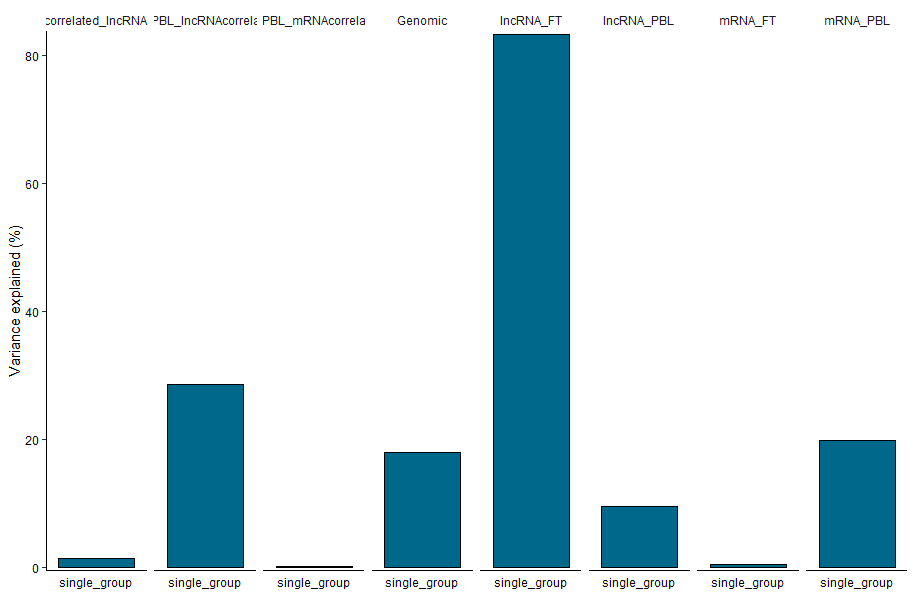 correlated_lncRNA PBL_lncRNAcorrela PBL_mRNAcorrela Genomic lncRNA_FT lncRNA_PBL mRNA_FT mRNA_PBL
Variance explained (%)
80
60
40
20
0
single_group single_group single_group single_group single_group single_group single_group single_group